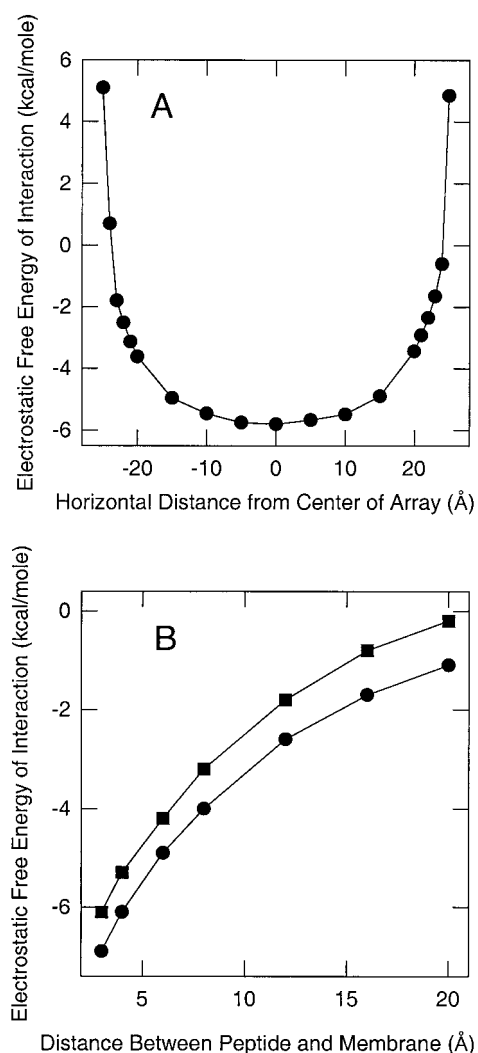 Electrostatic Free Energy of Interaction (kcal/mole)
A
6
4
2
0
-2
-4
-6
-20 -10 0 10 20
Horizontal Distance from Center of Array (Å)
Electrostatic Free Energy of Interaction (kcal/mole)
B
0
-2
-4
-6
5 10 15 20
Distance Between Peptide and Membrane (Å)